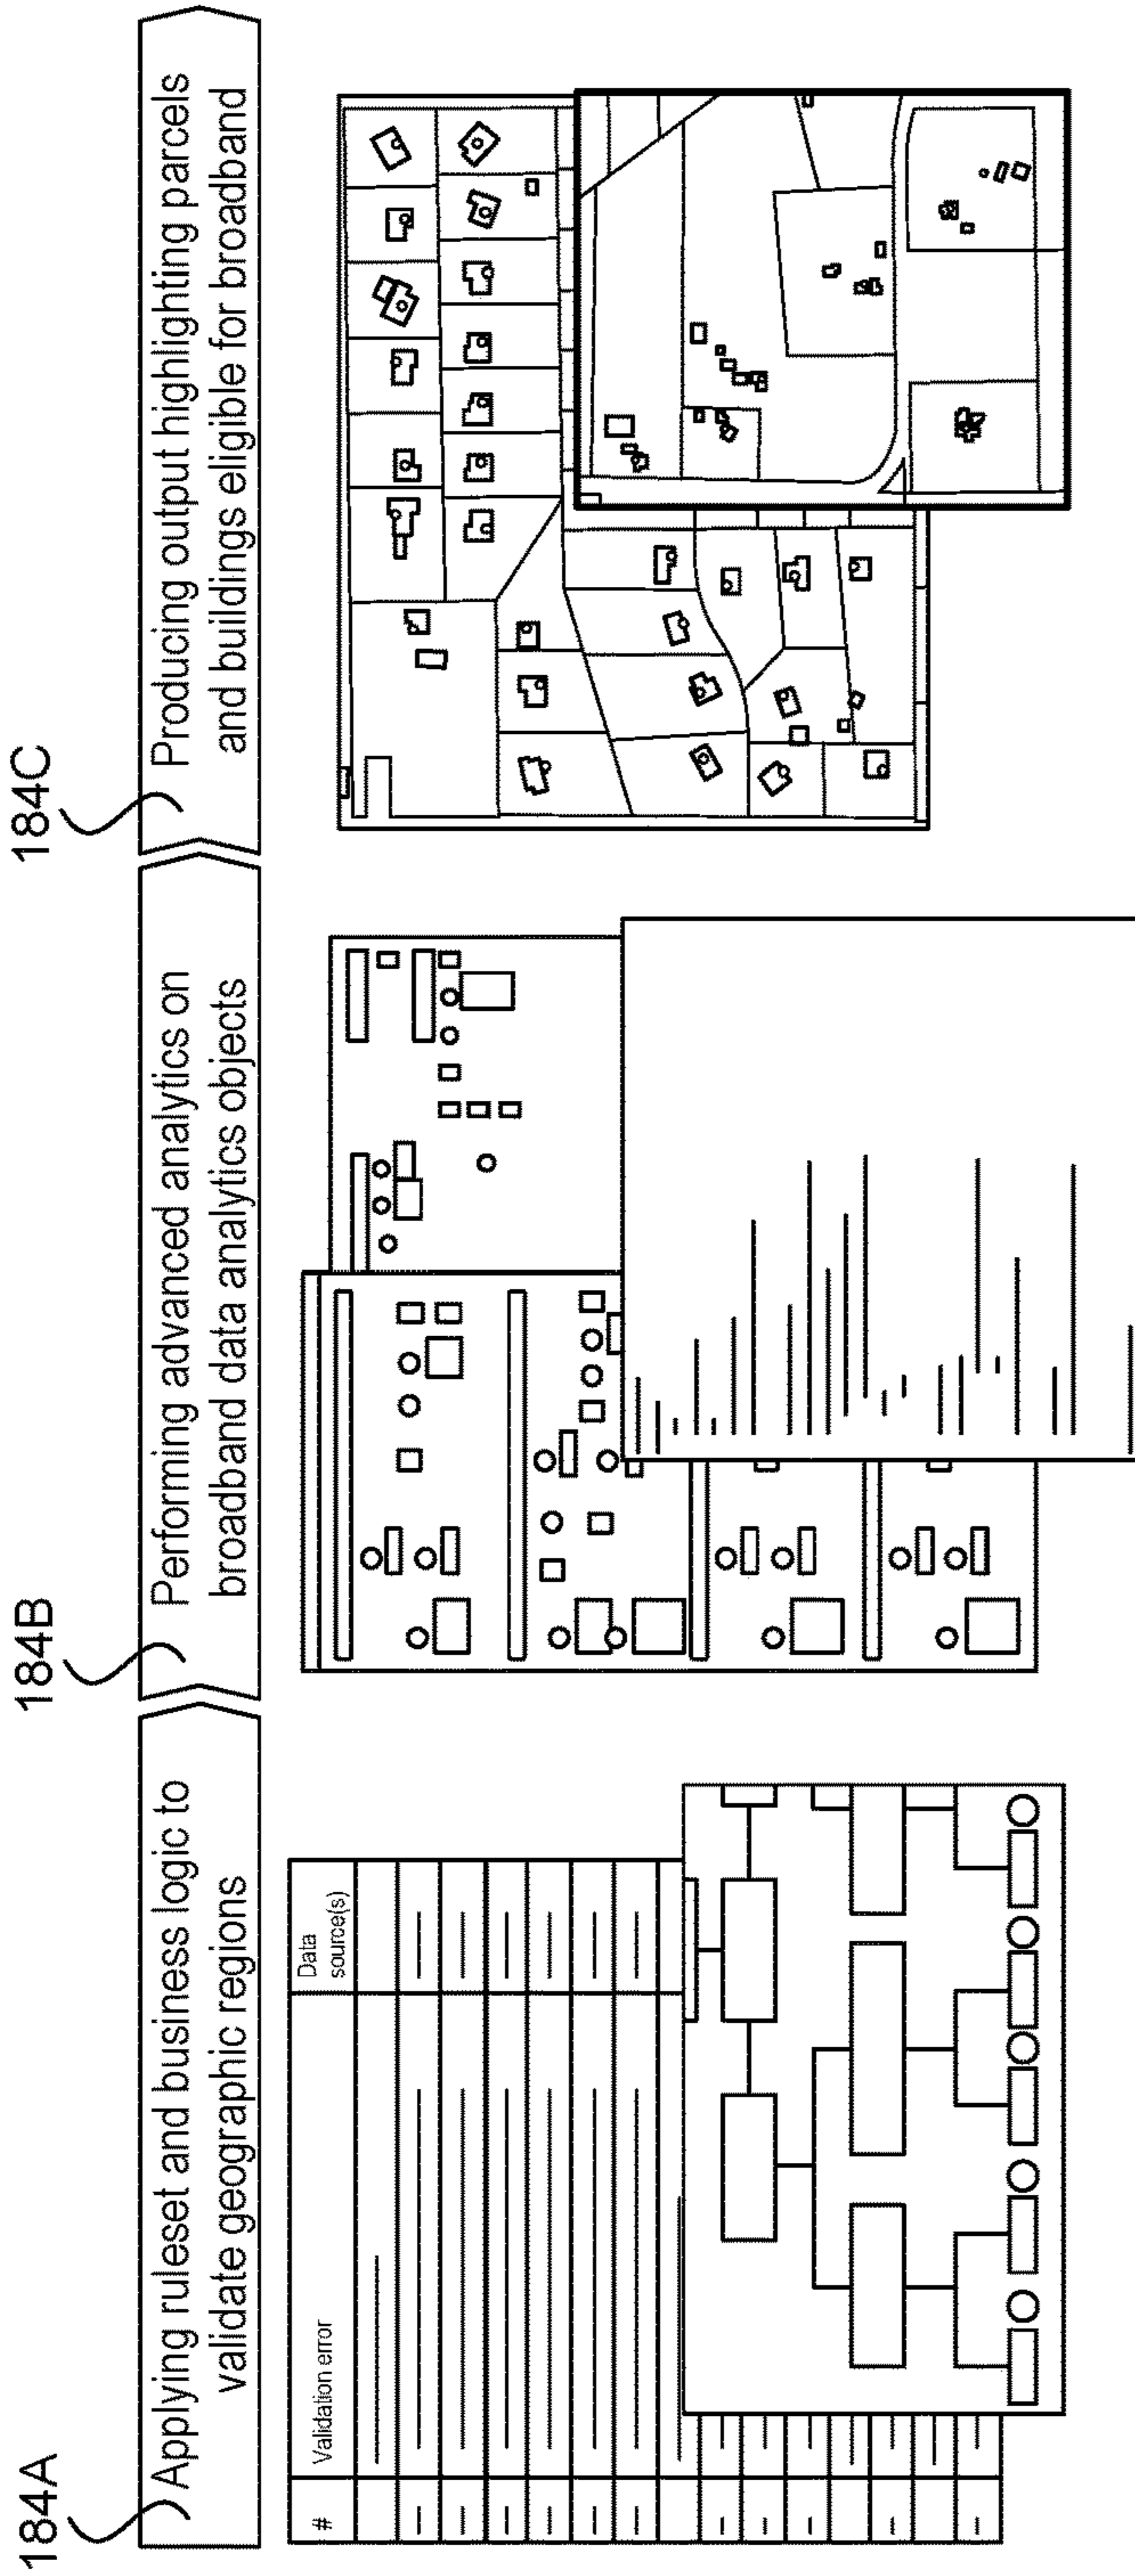 184A
Applying ruleset and business logic to
validate geographic regions
#
Validation error
Data
source(s)
184B
Performing advanced analytics on
broadband data analytics objects
184C
Producing output highlighting parcels
and buildings eligible for broadband